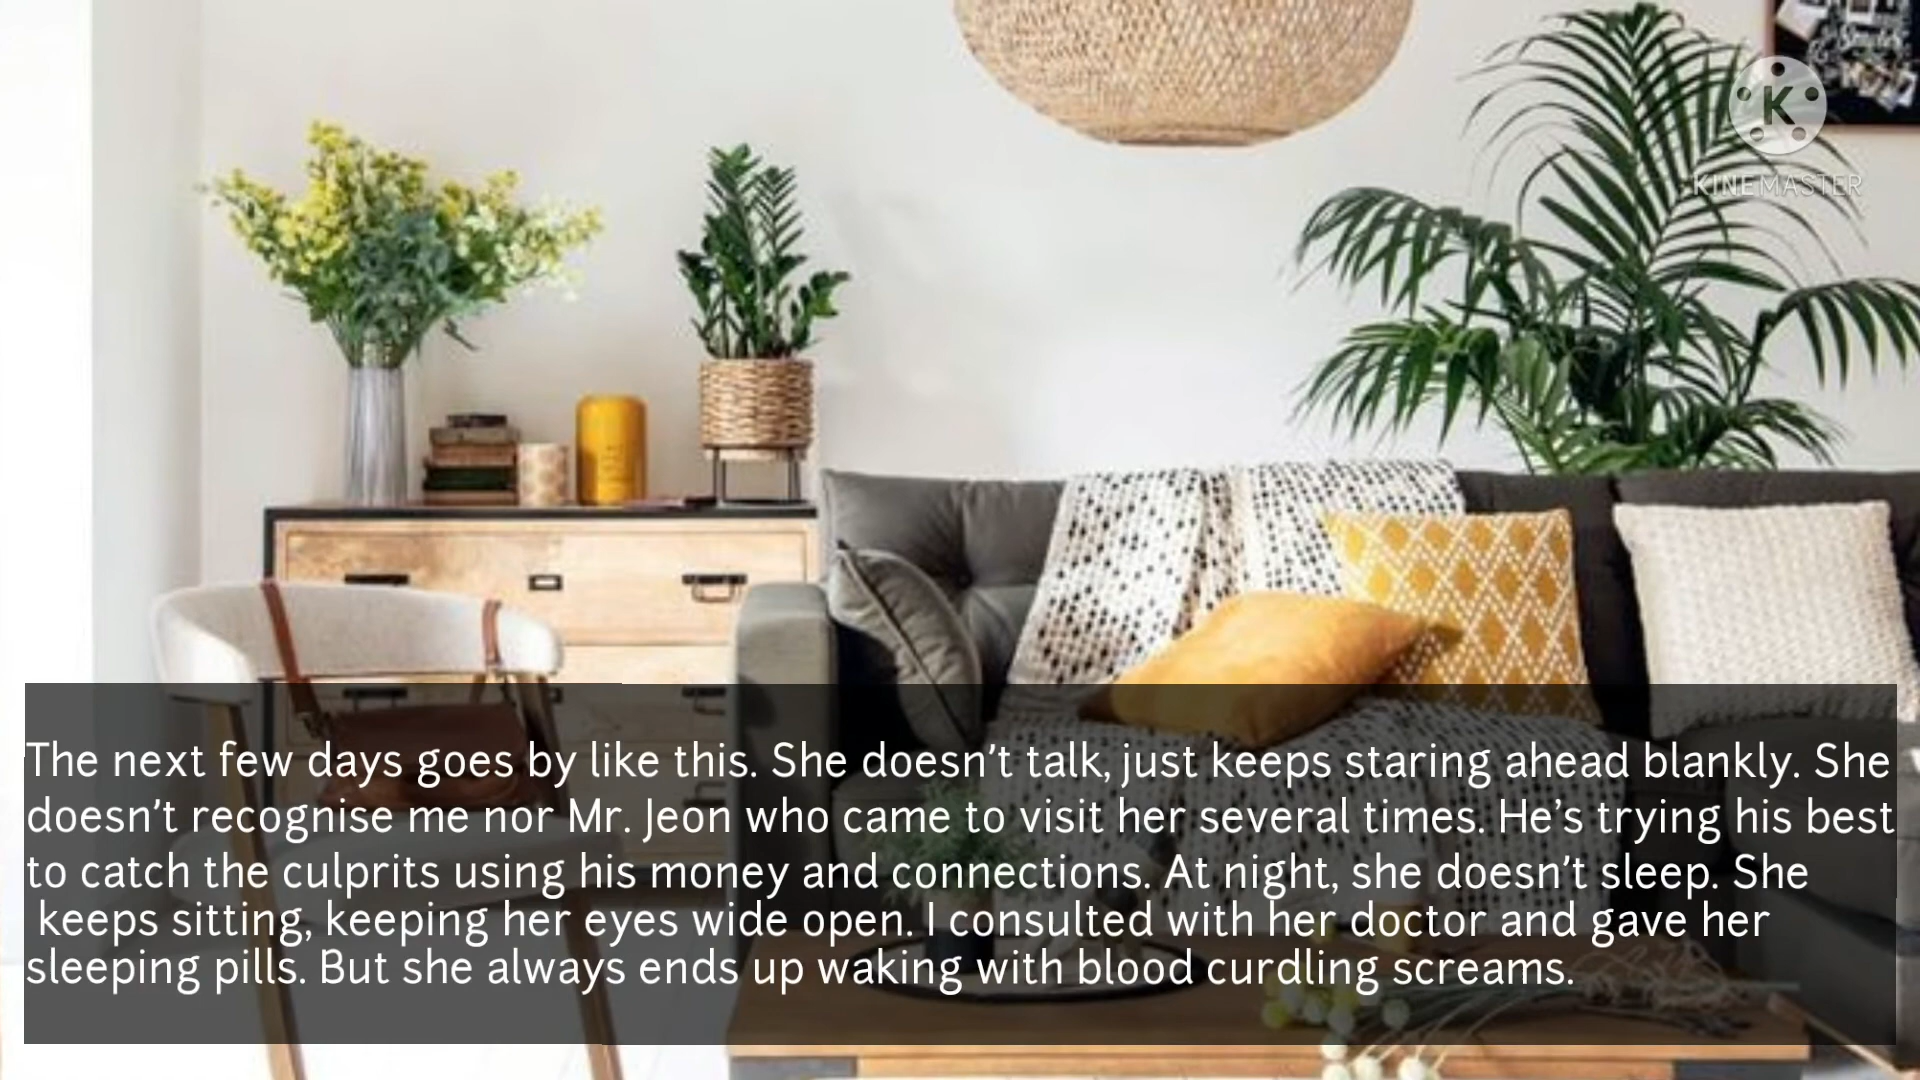 KINEMASTER
The next few days goes by like this. She doesn't talk, just keeps staring ahead blankly. She
doesn't recognise me nor Mr. Jeon who came to visit her several times. He's trying his best
to catch the culprits using his money and connections. At night, she doesn't sleep. She
keeps sitting, keeping her eyes wide open. I consulted with her doctor and gave her
sleeping pills. But she always ends up waking with blood curdling screams.